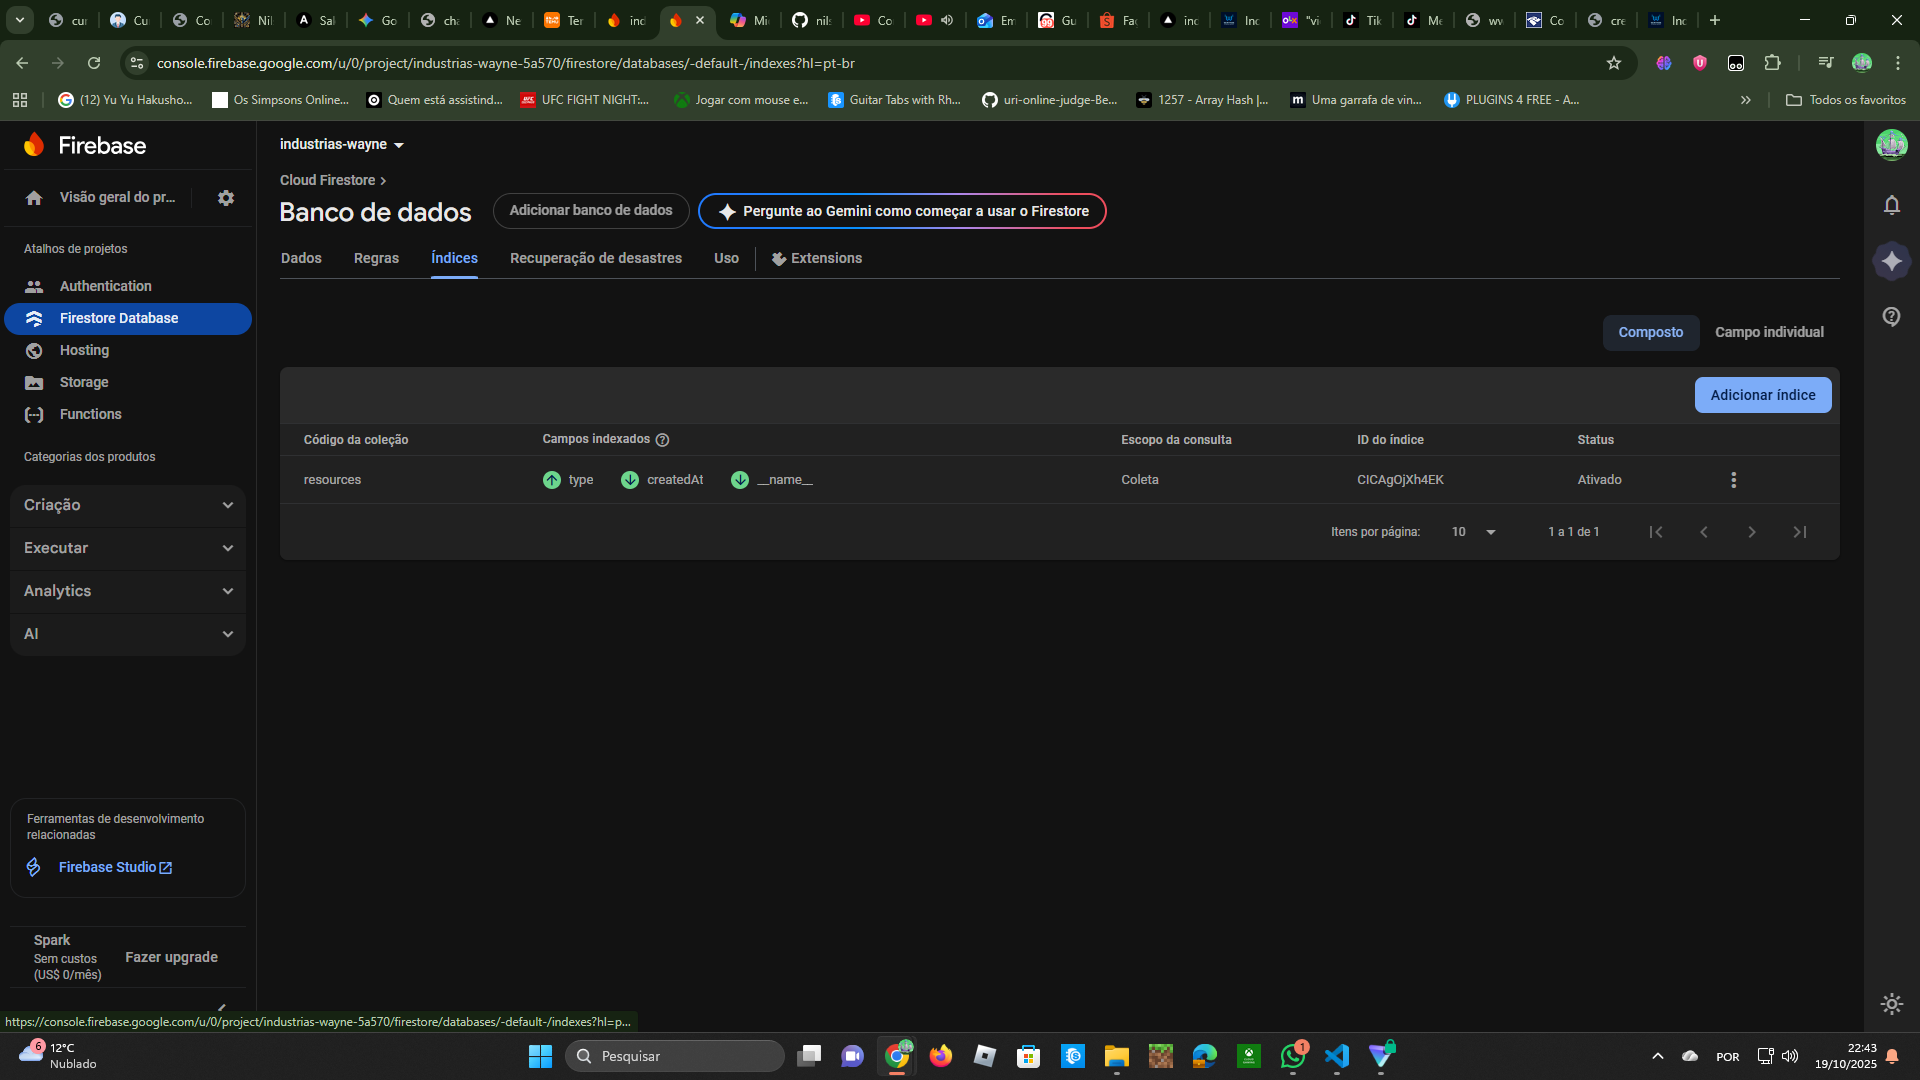 cur
Cu
Co
Nil
Sal
Go
cha
Ne
Ter
ind
Mi
nils
Co
Em
Gu
Fac
inc
Inc
"vi
Tik
Me
wv
Co
cre
Inc
console.firebase.google.com/u/0/project/industrias-wayne-5a570/firestore/databases/-default-/indexes?hl=pt-br
(12) Yu Yu Hakusho...
Os Simpsons Online...
Quem está assistind...
UFC FIGHT NIGHT:...
Jogar com mouse e...
Guitar Tabs with Rh...
uri-online-judge-Be...
1257 - Array Hash |...
Uma garrafa de vin...
PLUGINS 4 FREE - A...
Todos os favoritos
Firebase
industrias-wayne
Visão geral do pr...
Cloud Firestore
Banco de dados
Adicionar banco de dados
Pergunte ao Gemini como começar a usar o Firestore
Atalhos de projetos
Dados
Regras
Índices
Recuperação de desastres
Uso
Extensions
Authentication
Firestore Database
Hosting
Storage
Functions
Composto
Campo individual
Adicionar índice
Código da coleção
Campos indexados
Escopo da consulta
ID do índice
Status
resources
type
createdAt
__name__
Coleta
CICAgOjXh4EK
Ativado
Itens por página:
10
1 a 1 de 1
Categorias dos produtos
Criação
Executar
Analytics
AI
Ferramentas de desenvolvimento
relacionadas
Firebase Studio
Spark
Sem custos
(US$ 0/mês)
Fazer upgrade
https://console.firebase.google.com/u/0/project/industrias-wayne-5a570/firestore/databases/-default-/indexes?hl=p...
6
12°C
Nublado
Pesquisar
1
POR
22:43
19/10/2025